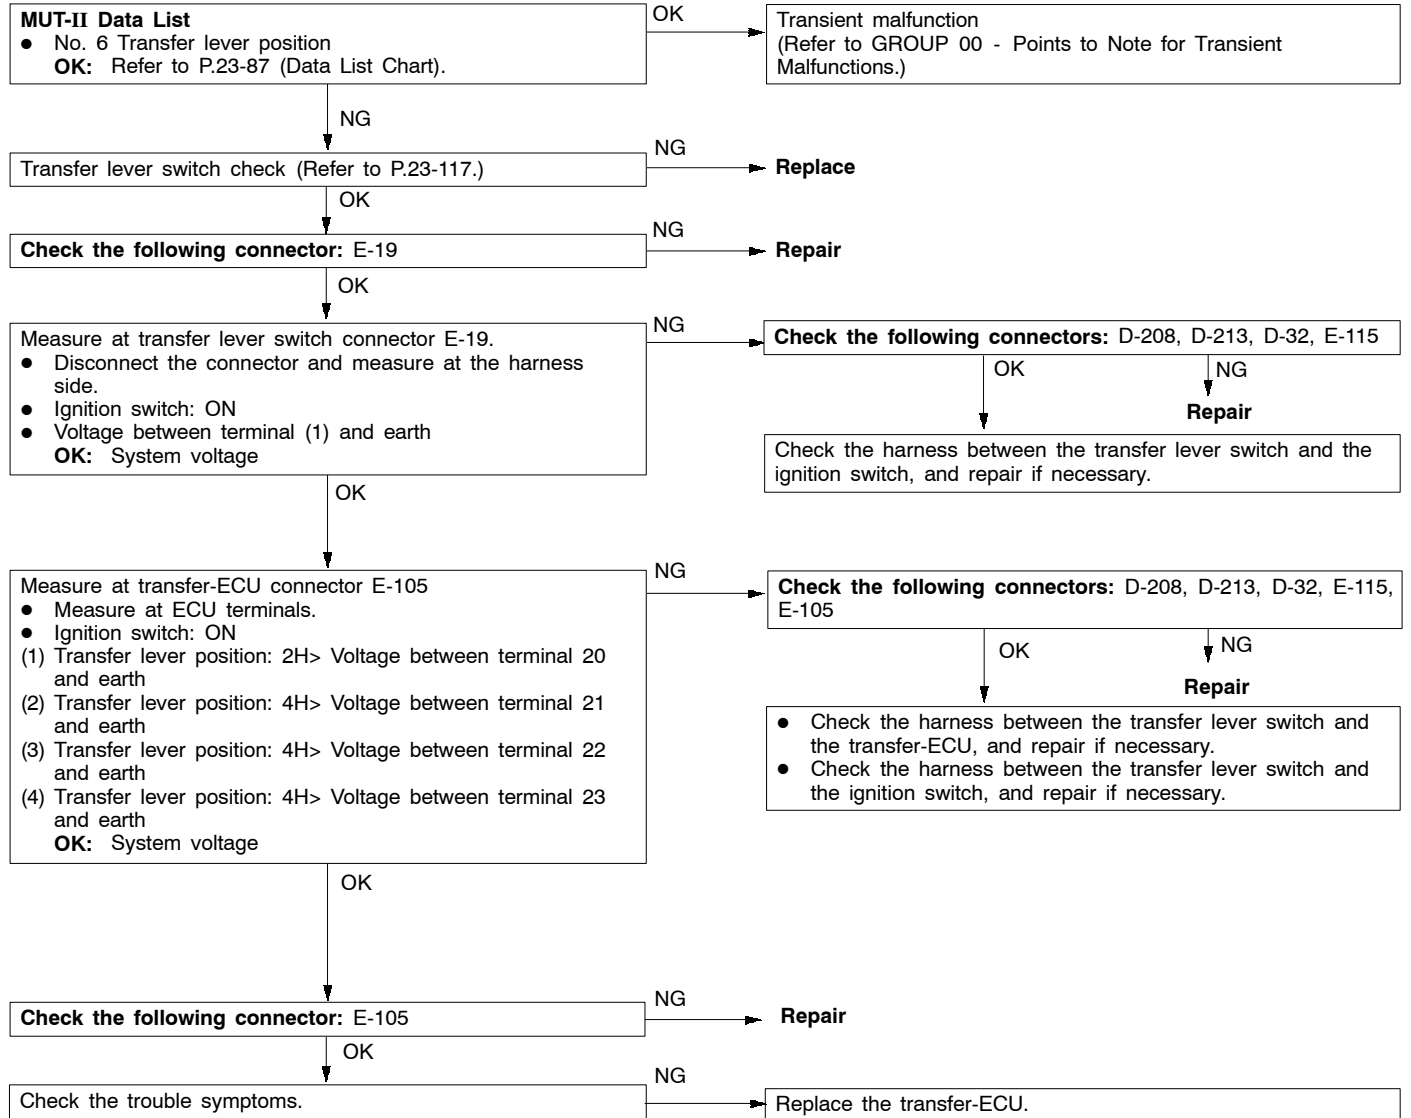 MUT-II Data List
● No. 6 Transfer lever position
OK: Refer to P.23-87 (Data List Chart).
OK
Transient malfunction
(Refer to GROUP 00 - Points to Note for Transient
Malfunctions.)
NG
Transfer lever switch check (Refer to P.23-117.)
NG
Replace
OK
Check the following connector: E-19
NG
Repair
OK
Measure at transfer lever switch connector E-19.
● Disconnect the connector and measure at the harness
side.
● Ignition switch: ON
● Voltage between terminal (1) and earth
OK: System voltage
NG
Check the following connectors: D-208, D-213, D-32, E-115
OK
NG
Repair
Check the harness between the transfer lever switch and the
ignition switch, and repair if necessary.
OK
Measure at transfer-ECU connector E-105
● Measure at ECU terminals.
● Ignition switch: ON
(1) Transfer lever position: 2H> Voltage between terminal 20
and earth
(2) Transfer lever position: 4H> Voltage between terminal 21
and earth
(3) Transfer lever position: 4H> Voltage between terminal 22
and earth
(4) Transfer lever position: 4H> Voltage between terminal 23
and earth
OK: System voltage
NG
Check the following connectors: D-208, D-213, D-32, E-115,
E-105
OK
NG
Repair
● Check the harness between the transfer lever switch and
the transfer-ECU, and repair if necessary.
● Check the harness between the transfer lever switch and
the ignition switch, and repair if necessary.
OK
Check the following connector: E-105
NG
Repair
OK
Check the trouble symptoms.
NG
Replace the transfer-ECU.